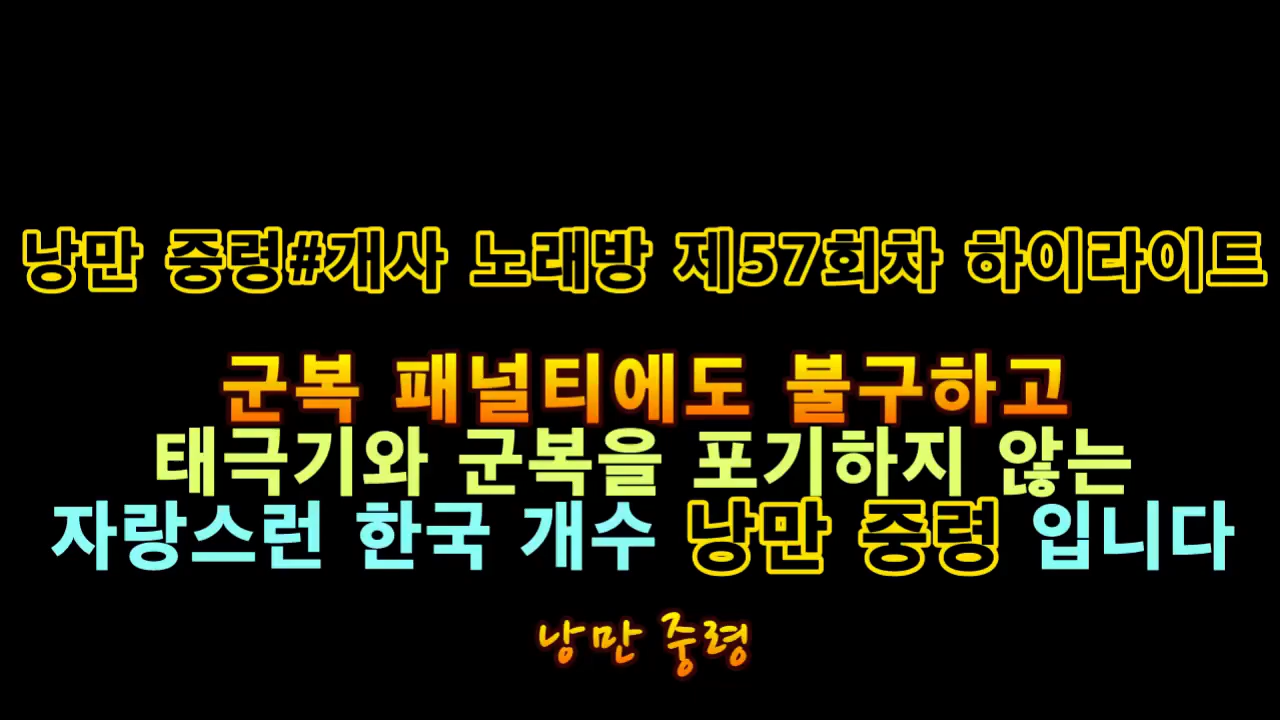 낭만 중령#개사 노래방 제57회차 하이라이트
군복 패널티에도 불구하고
태극기와 군복을 포기하지 않는
자랑스런 한국 개수 낭만 중령 입니다
낭만 중령